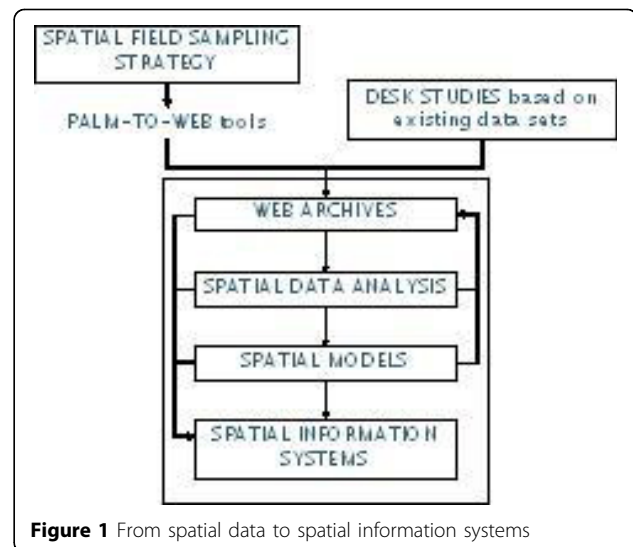 SPATIAL FIELD SAMPLING
STRATEGY
PALM-TO-WEB tools
DESK STUDIES based on
existing data sets
WEB ARCHIVES
SPATIAL DATA ANALYSIS
SPATIAL MODELS
SPATIAL INFORMATION
SYSTEMS
Figure 1 From spatial data to spatial information systems